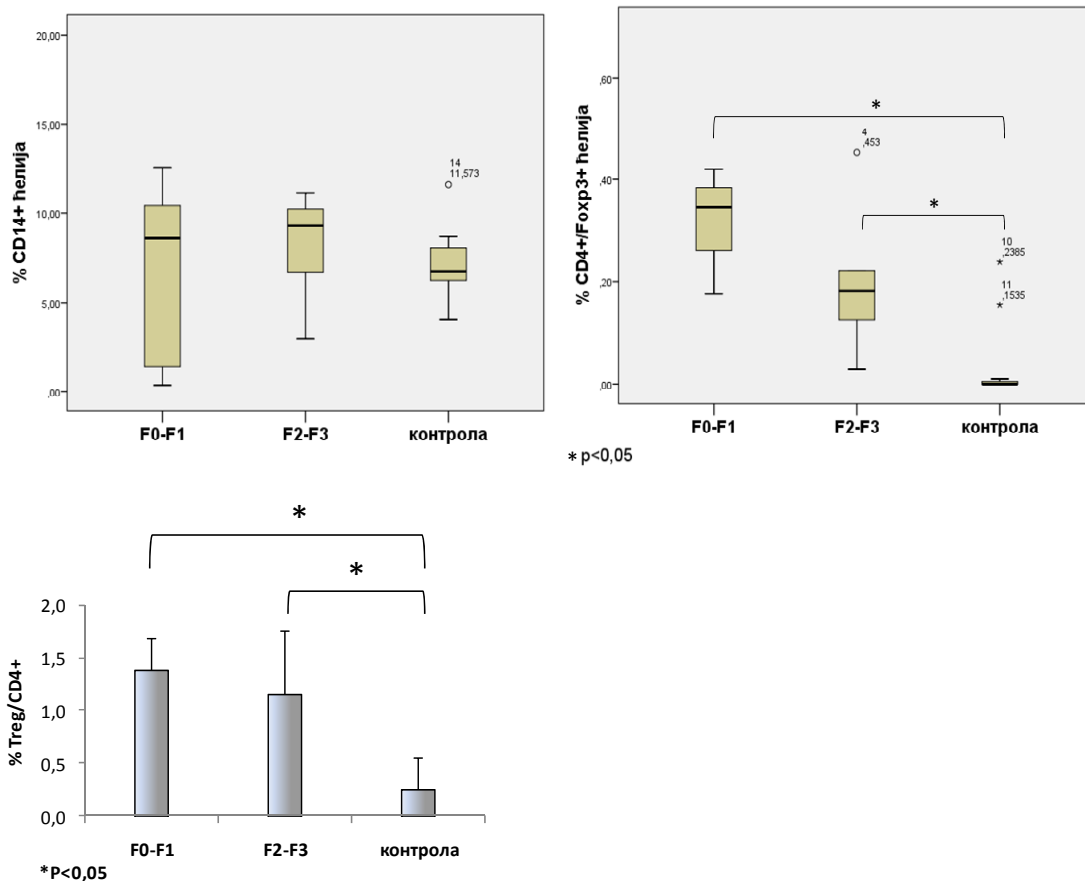 20,00
15,00
10,00
5,00
,00
% CD14+ ћелија
14
11,573
F0-F1
F2-F3
контрола
,60
,40
,20
,00
% CD4+/Foxp3+ ћелија
*
4
,453
*
10
,2385
*
11
,1535
*
F0-F1
F2-F3
контрола
* p<0,05
*
*
2,0
1,5
1,0
0,5
0,0
% Treg/CD4+
F0-F1
F2-F3
контрола
*P<0,05